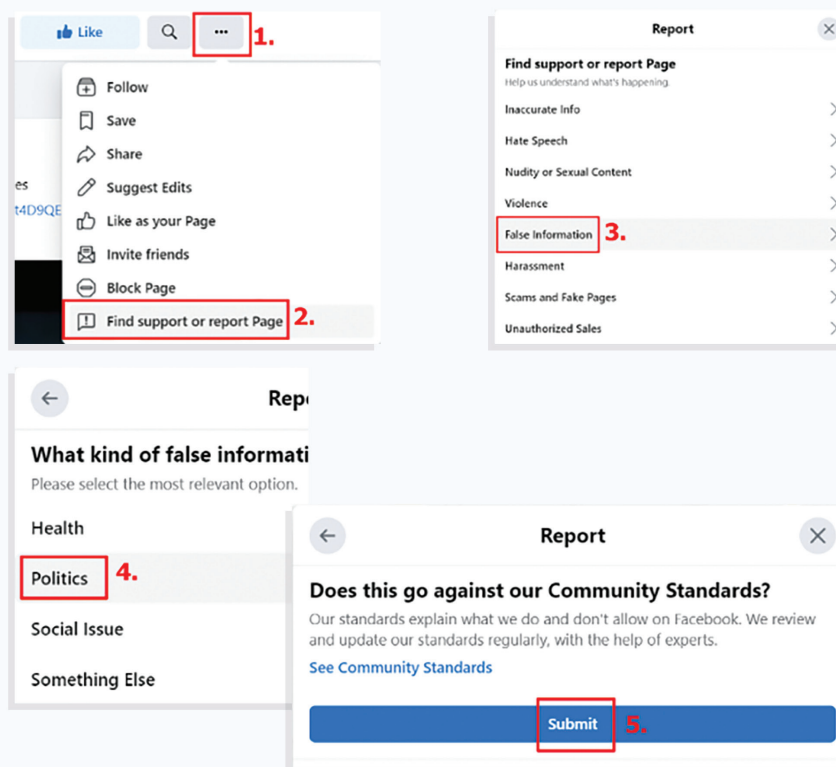 Like
...
1.
Follow
Save
Share
Suggest Edits
Like as your Page
Invite friends
Block Page
Find support or report Page 2.
es
t4D9QE
Report
Find support or report Page
Help us understand what's happening.
Inaccurate Info
Hate Speech
Nudity or Sexual Content
Violence
False Information 3.
Harassment
Scams and Fake Pages
Unauthorized Sales
Repo
What kind of false informati
Please select the most relevant option.
Health
Politics 4.
Social Issue
Something Else
Report
Does this go against our Community Standards?
Our standards explain what we do and don't allow on Facebook. We review
and update our standards regularly, with the help of experts.
See Community Standards
Submit 5.